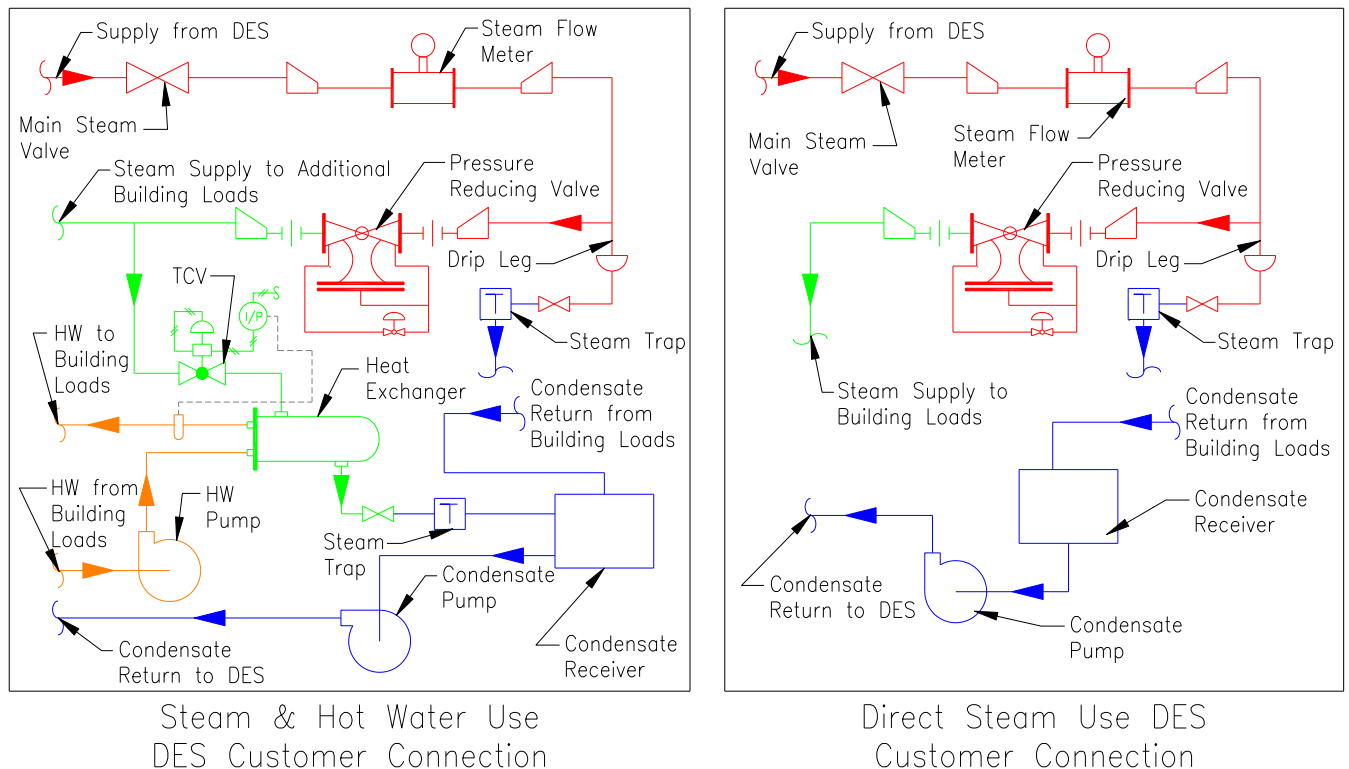 Supply from DES
Steam Flow
Meter
Main Steam
Valve
Steam Supply to Additional
Building Loads
Pressure
Reducing Valve
Drip Leg
TCV
I/P
T
Steam Trap
HW to
Building
Loads
Heat
Exchanger
Condensate
Return from
Building Loads
HW from
Building
Loads
HW
Pump
T
Steam
Trap
Condensate
Pump
Condensate
Return to DES
Condensate
Receiver
Steam & Hot Water Use
DES Customer Connection
Supply from DES
Main Steam
Valve
Steam Flow
Meter
Pressure
Reducing Valve
Drip Leg
T
Steam Trap
Steam Supply to
Building Loads
Condensate
Return from
Building Loads
Condensate
Receiver
Condensate
Return to DES
Condensate
Pump
Direct Steam Use DES
Customer Connection